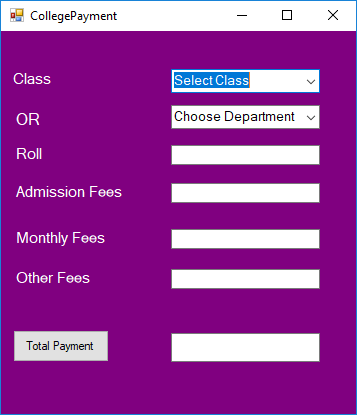 CollegePayment
Class
Select Class
OR
Choose Department
Roll
Admission Fees
Monthly Fees
Other Fees
Total Payment